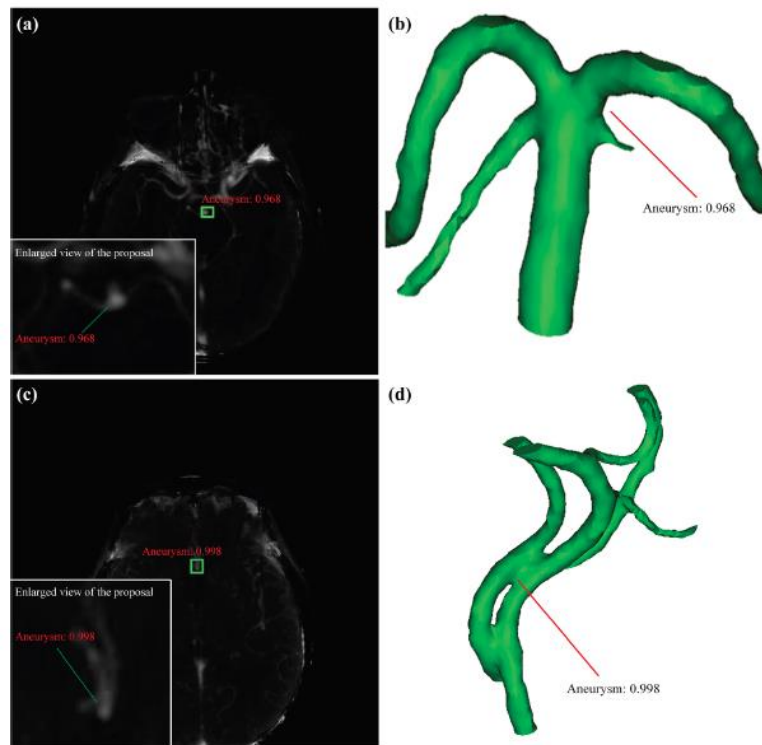 (a)
Aneurysm: 0.968
Enlarged view of the proposal
Aneurysm: 0.968
(b)
Aneurysm: 0.968
(c)
Aneurysm: 0.998
Enlarged view of the proposal
Aneurysm: 0.998
(d)
Aneurysm: 0.998